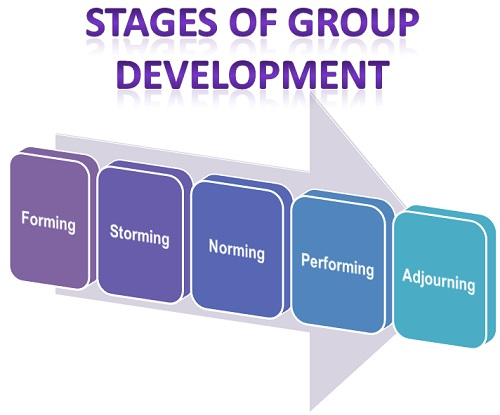 STAGES OF GROUP
DEVELOPMENT
Forming
Storming
Norming
Performing
Adjourning